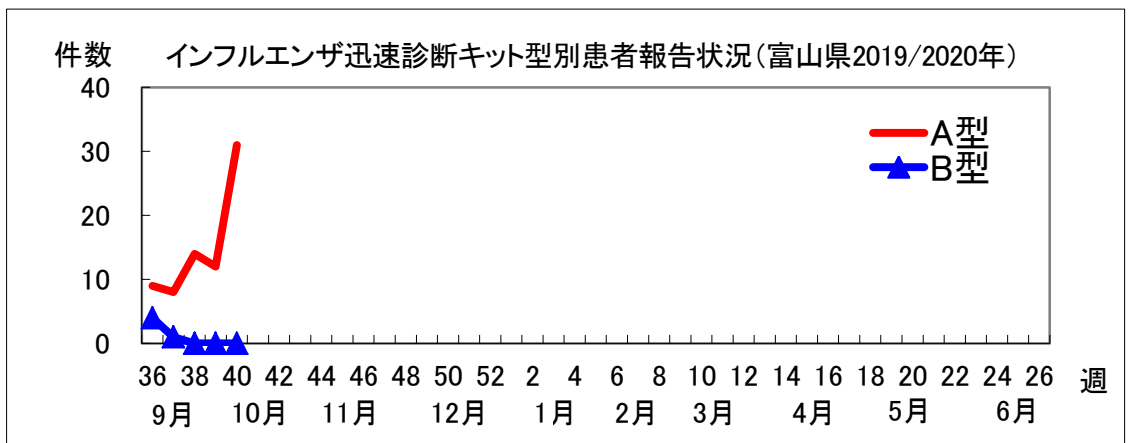 件数 インフルエンザ迅速診断キット型別患者報告状況（富山県2019/2020年）
40
30
20
10
0
A型
B型
36 38 40 42 44 46 48 50 52 2 4 6 8 10 12 14 16 18 20 22 24 26 週
9月 10月 11月 12月 1月 2月 3月 4月 5月 6月